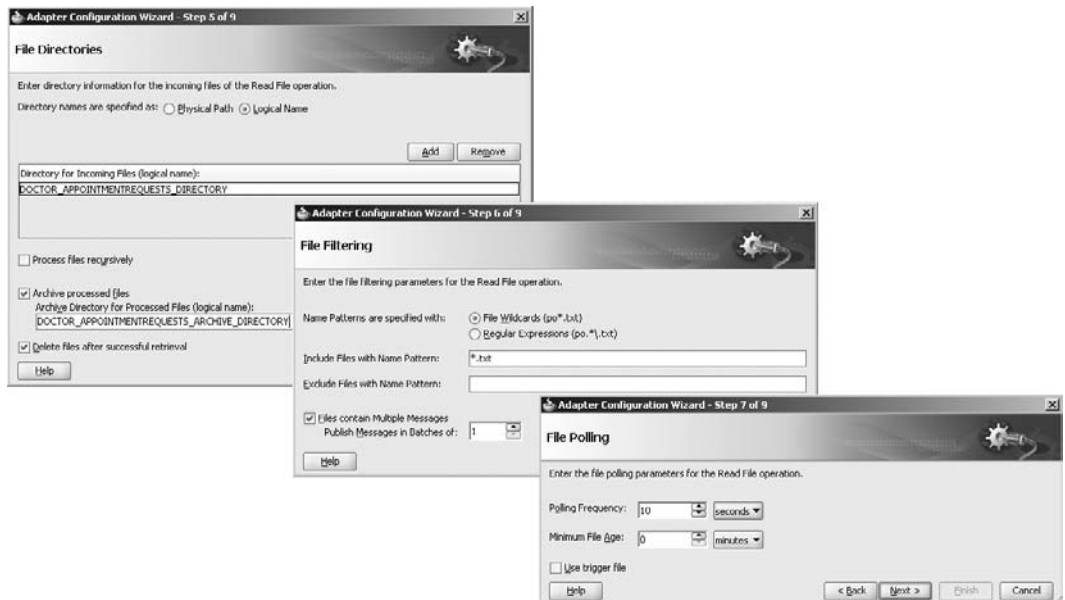 Adapter Configuration Wizard - Step 5 of 9
File Directories
Enter directory information for the incoming files of the Read File operation.
Directory names are specified as: Physical Path Logical Name
Add Remove
Directory for Incoming Files (logical name):
DOCTOR_APPOINTMENTREQUESTS_DIRECTORY
Process files recursively
Archive processed files
Archive Directory for Processed Files (logical name):
DOCTOR_APPOINTMENTREQUESTS_ARCHIVE_DIRECTORY
Delete files after successful retrieval
Help
Adapter Configuration Wizard - Step 6 of 9
File Filtering
Enter the file filtering parameters for the Read File operation.
Name Patterns are specified with: File Wildcards (po*.txt)
Regular Expressions (po.*\.txt)
Include Files with Name Pattern: *.txt
Exclude Files with Name Pattern:
Files contain Multiple Messages
Publish Messages in Batches of: 1
Help
Adapter Configuration Wizard - Step 7 of 9
File Polling
Enter the file polling parameters for the Read File operation.
Polling Frequency: 10 seconds
Minimum File Age: 0 minutes
Use trigger file
Help < Back Next > Finish Cancel